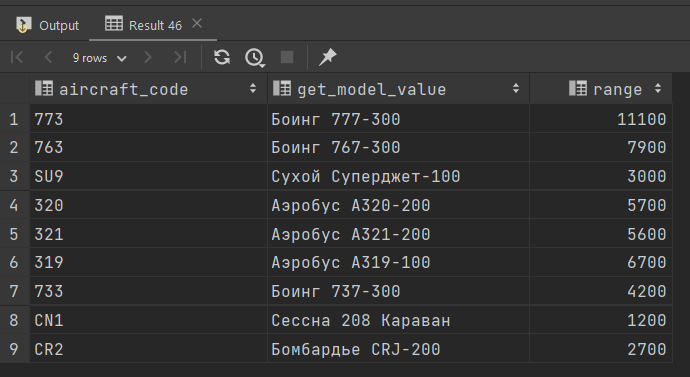 Output Result 46
9 rows
aircraft_code get_model_value range
1 773 Боинг 777-300 11100
2 763 Боинг 767-300 7900
3 SU9 Сухой Суперджет-100 3000
4 320 Аэробус A320-200 5700
5 321 Аэробус A321-200 5600
6 319 Аэробус A319-100 6700
7 733 Боинг 737-300 4200
8 CN1 Сессна 208 Караван 1200
9 CR2 Бомбардье CRJ-200 2700